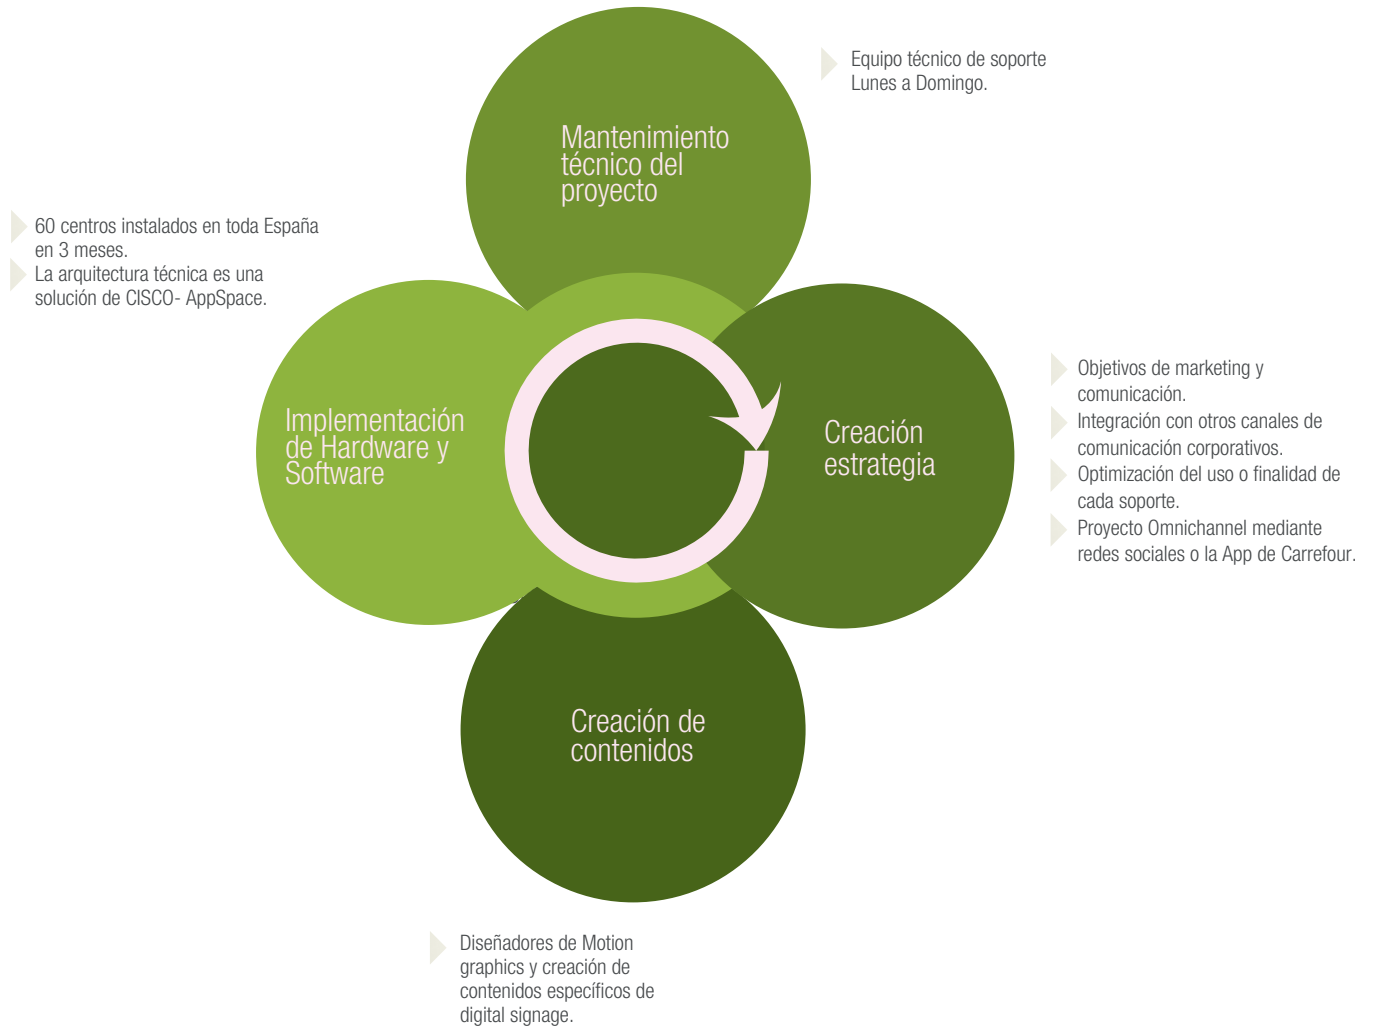 Equipo técnico de soporte
Lunes a Domingo.
Mantenimiento
técnico del
proyecto
60 centros instalados en toda España
en 3 meses.
La arquitectura técnica es una
solución de CISCO- AppSpace.
Implementación
de Hardware y
Software
Creación
estrategia
Objetivos de marketing y
comunicación.
Integración con otros canales de
comunicación corporativos.
Optimización del uso o finalidad de
cada soporte.
Proyecto Omnichannel mediante
redes sociales o la App de Carrefour.
Creación de
contenidos
Diseñadores de Motion
graphics y creación de
contenidos específicos de
digital signage.